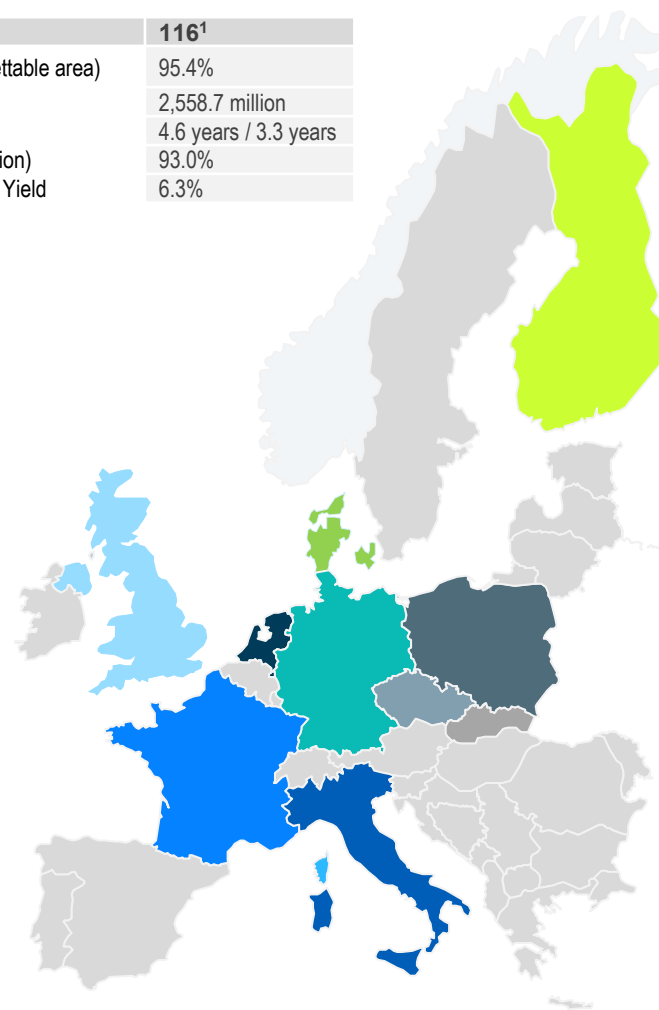 116¹
ettable area) 95.4%
2,558.7 million
4.6 years / 3.3 years
ion) 93.0%
Yield 6.3%